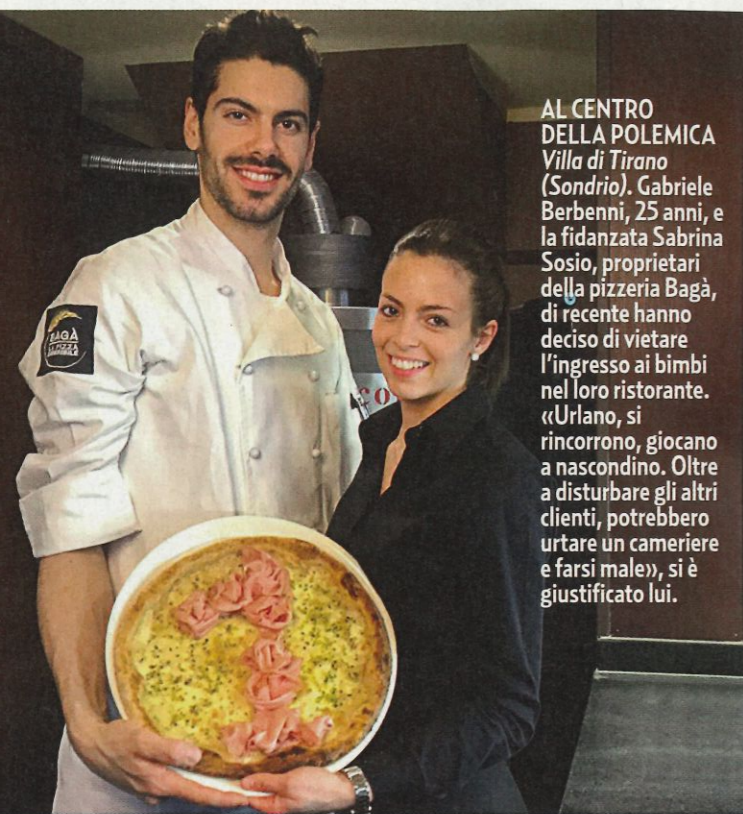 AL CENTRO
DELLA POLEMICA
Villa di Tirano
(Sondrio). Gabriele
Berbenni, 25 anni, e
la fidanzata Sabrina
Sosio, proprietari
della pizzeria Bagà,
di recente hanno
deciso di vietare
l'ingresso ai bimbi
nel loro ristorante.
«Urlano, si
rincorrono, giocano
a nascondino. Oltre
a disturbare gli altri
clienti, potrebbero
urtare un cameriere
e farsi male», si è
giustificato lui.
BAGÀ
LA PIZZA